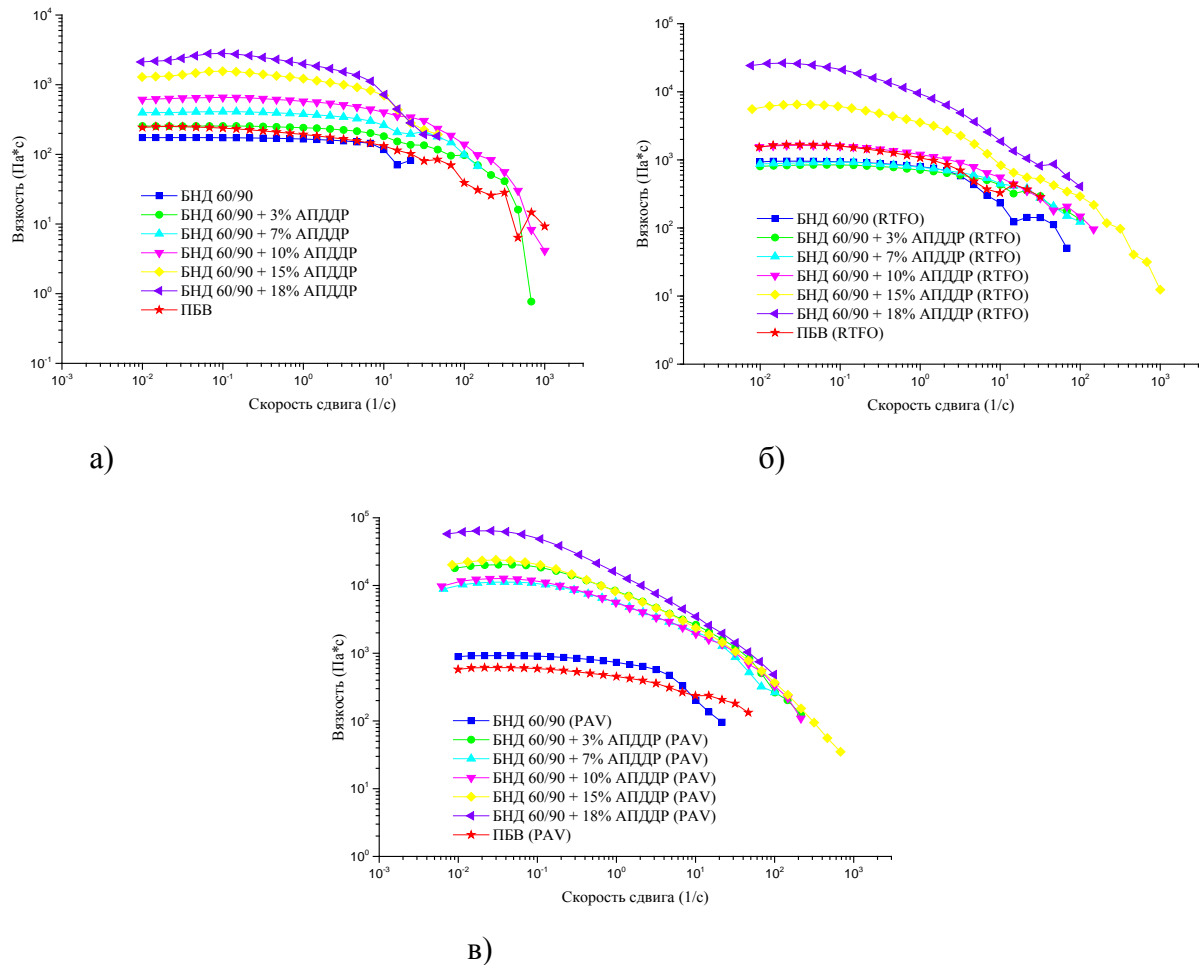 10⁴
10³
10²
10¹
10⁰
10⁻¹
Вязкость (Па*с)
БНД 60/90
БНД 60/90 + 3% АПДДР
БНД 60/90 + 7% АПДДР
БНД 60/90 + 10% АПДДР
БНД 60/90 + 15% АПДДР
БНД 60/90 + 18% АПДДР
ПБВ
10⁻³ 10⁻² 10⁻¹ 10⁰ 10¹ 10² 10³
Скорость сдвига (1/с)
а)
10⁵
10⁴
10³
10²
10¹
10⁰
Вязкость (Па*с)
БНД 60/90 (RTFO)
БНД 60/90 + 3% АПДДР (RTFO)
БНД 60/90 + 7% АПДДР (RTFO)
БНД 60/90 + 10% АПДДР (RTFO)
БНД 60/90 + 15% АПДДР (RTFO)
БНД 60/90 + 18% АПДДР (RTFO)
ПБВ (RTFO)
10⁻² 10⁻¹ 10⁰ 10¹ 10² 10³
Скорость сдвига (1/с)
б)
10⁵
10⁴
10³
10²
10¹
10⁰
Вязкость (Па*с)
БНД 60/90 (PAV)
БНД 60/90 + 3% АПДДР (PAV)
БНД 60/90 + 7% АПДДР (PAV)
БНД 60/90 + 10% АПДДР (PAV)
БНД 60/90 + 15% АПДДР (PAV)
БНД 60/90 + 18% АПДДР (PAV)
ПБВ (PAV)
10⁻³ 10⁻² 10⁻¹ 10⁰ 10¹ 10² 10³
Скорость сдвига (1/с)
в)